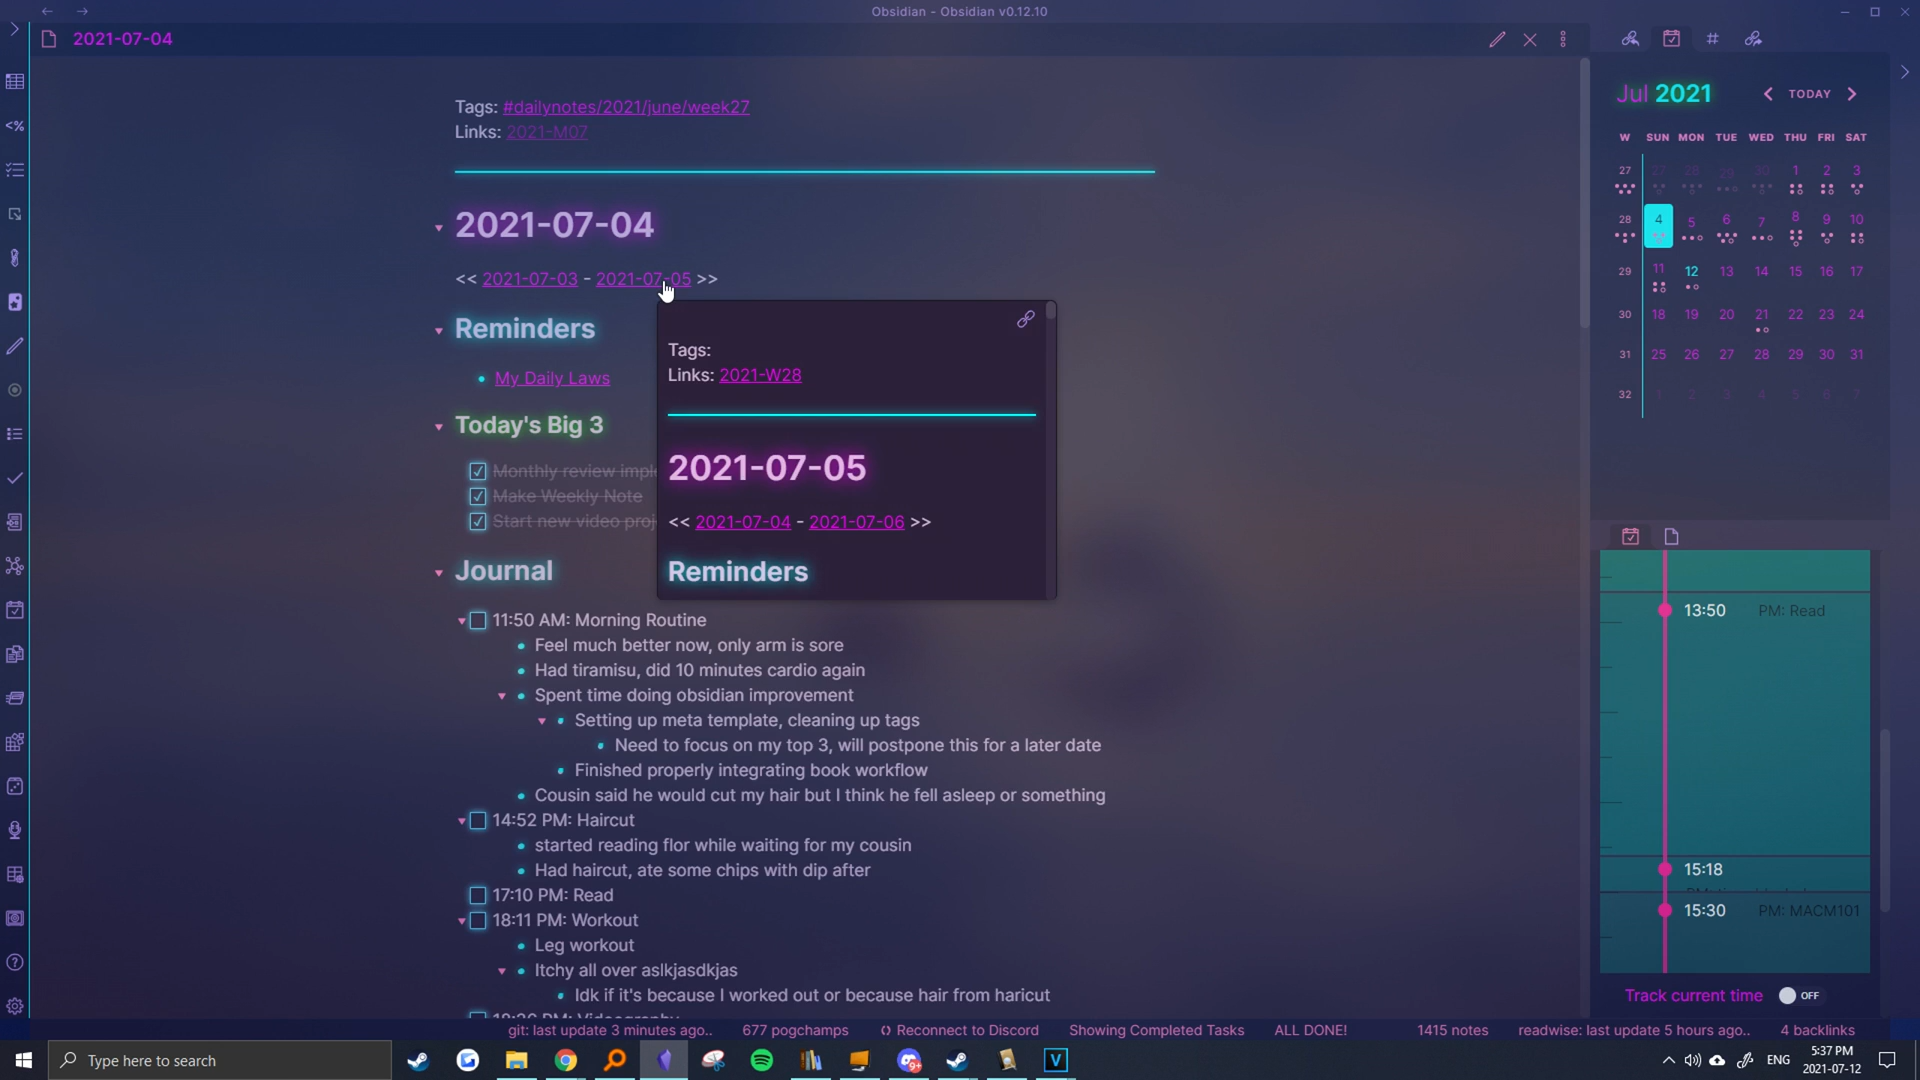 Obsidian - Obsidian v0.12.10
2021-07-04
Tags: #dailynotes/2021/june/week27
Links: 2021-M07
2021-07-04
<< 2021-07-03 - 2021-07-05 >>
Reminders
My Daily Laws
Today's Big 3
Monthly review
Make Weekly Note
Start new video
Tags:
Links: 2021-W28
2021-07-05
<< 2021-07-04 - 2021-07-06 >>
Reminders
Journal
11:50 AM: Morning Routine
Feel much better now, only arm is sore
Had tiramisu, did 10 minutes cardio again
Spent time doing obsidian improvement
Setting up meta template, cleaning up tags
Need to focus on my top 3, will postpone this for a later date
Finished properly integrating book workflow
Cousin said he would cut my hair but I think he fell asleep or something
14:52 PM: Haircut
started reading flor while waiting for my cousin
Had haircut, ate some chips with dip after
17:10 PM: Read
18:11 PM: Workout
Leg workout
Itchy all over aslkjasdkjas
Idk if it's because I worked out or because hair from haricut
Jul 2021
TODAY
W SUN MON TUE WED THU FRI SAT
27 27 28 29 30 1 2 3
28 4 5 6 7 8 9 10
29 11 12 13 14 15 16 17
30 18 19 20 21 22 23 24
31 25 26 27 28 29 30 31
32 1 2 3 4 5 6 7
13:50 PM: Read
15:18
15:30 PM: MACM101
Track current time OFF
git: last update 3 minutes ago.. 677 pogchamps Reconnect to Discord Showing Completed Tasks ALL DONE! 1415 notes readwise: last update 5 hours ago.. 4 backlinks
Type here to search
9+
V
ENG
5:37 PM
2021-07-12